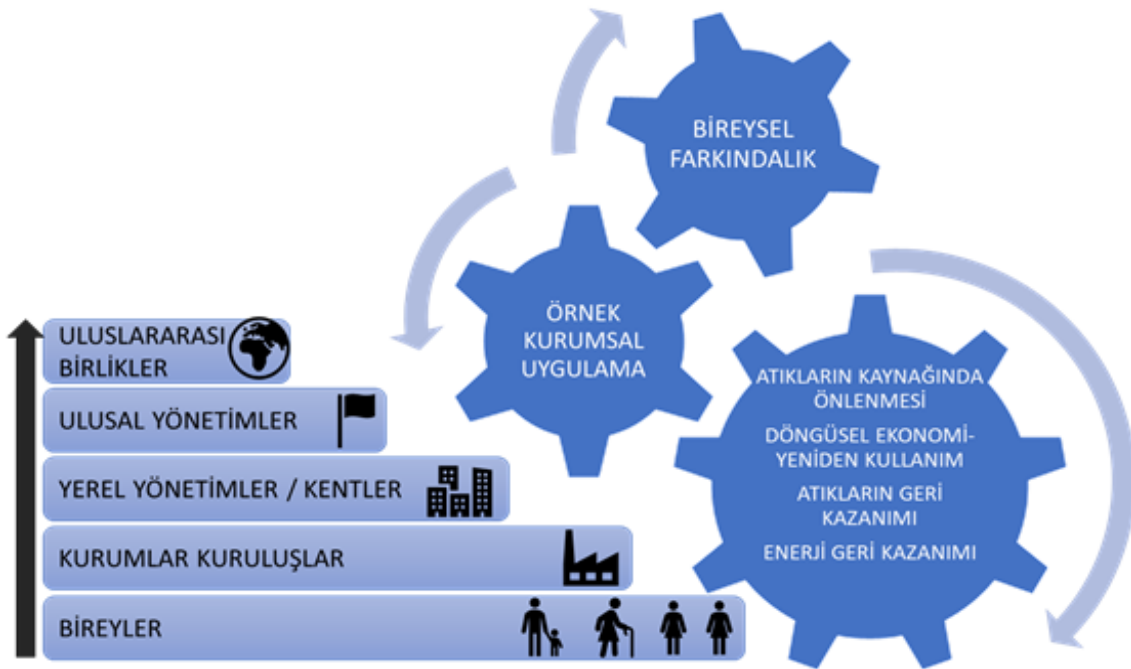 BİREYSEL
FARKINDALIK
ÖRNEK
KURUMSAL
UYGULAMA
ATIKLARIN KAYNAĞINDA
ÖNLENMESİ
DÖNGÜSEL EKONOMİ-
YENİDEN KULLANIM
ATIKLARIN GERİ
KAZANIMI
ENERJİ GERİ KAZANIMI
ULUSLARARASI
BİRLİKLER
ULUSAL YÖNETİMLER
YEREL YÖNETİMLER / KENTLER
KURUMLAR KURULUŞLAR
BİREYLER